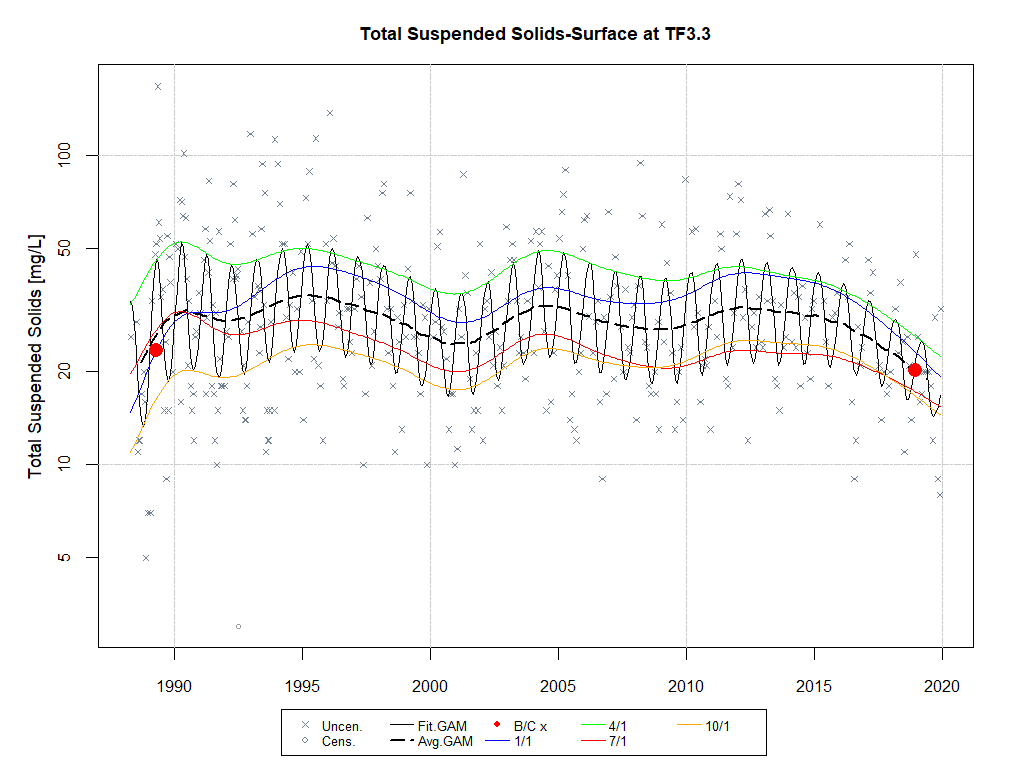 Total Suspended Solids-Surface at TF3.3
Total Suspended Solids [mg/L]
100
50
20
10
5
1990 1995 2000 2005 2010 2015 2020
Uncen. Fit.GAM B/C x 4/1 10/1
Cens. Avg.GAM 1/1 7/1